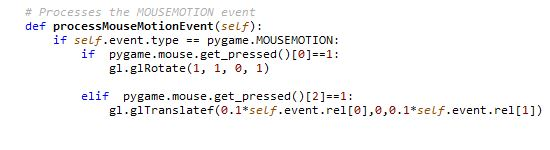 # Processes the MOUSEMOTION event
def processMouseMotionEvent(self):
    if self.event.type == pygame.MOUSEMOTION:
        if  pygame.mouse.get_pressed()[0]==1:
            gl.glRotate(1, 1, 0, 1)

        elif  pygame.mouse.get_pressed()[2]==1:
            gl.glTranslatef(0.1*self.event.rel[0],0,0.1*self.event.rel[1])